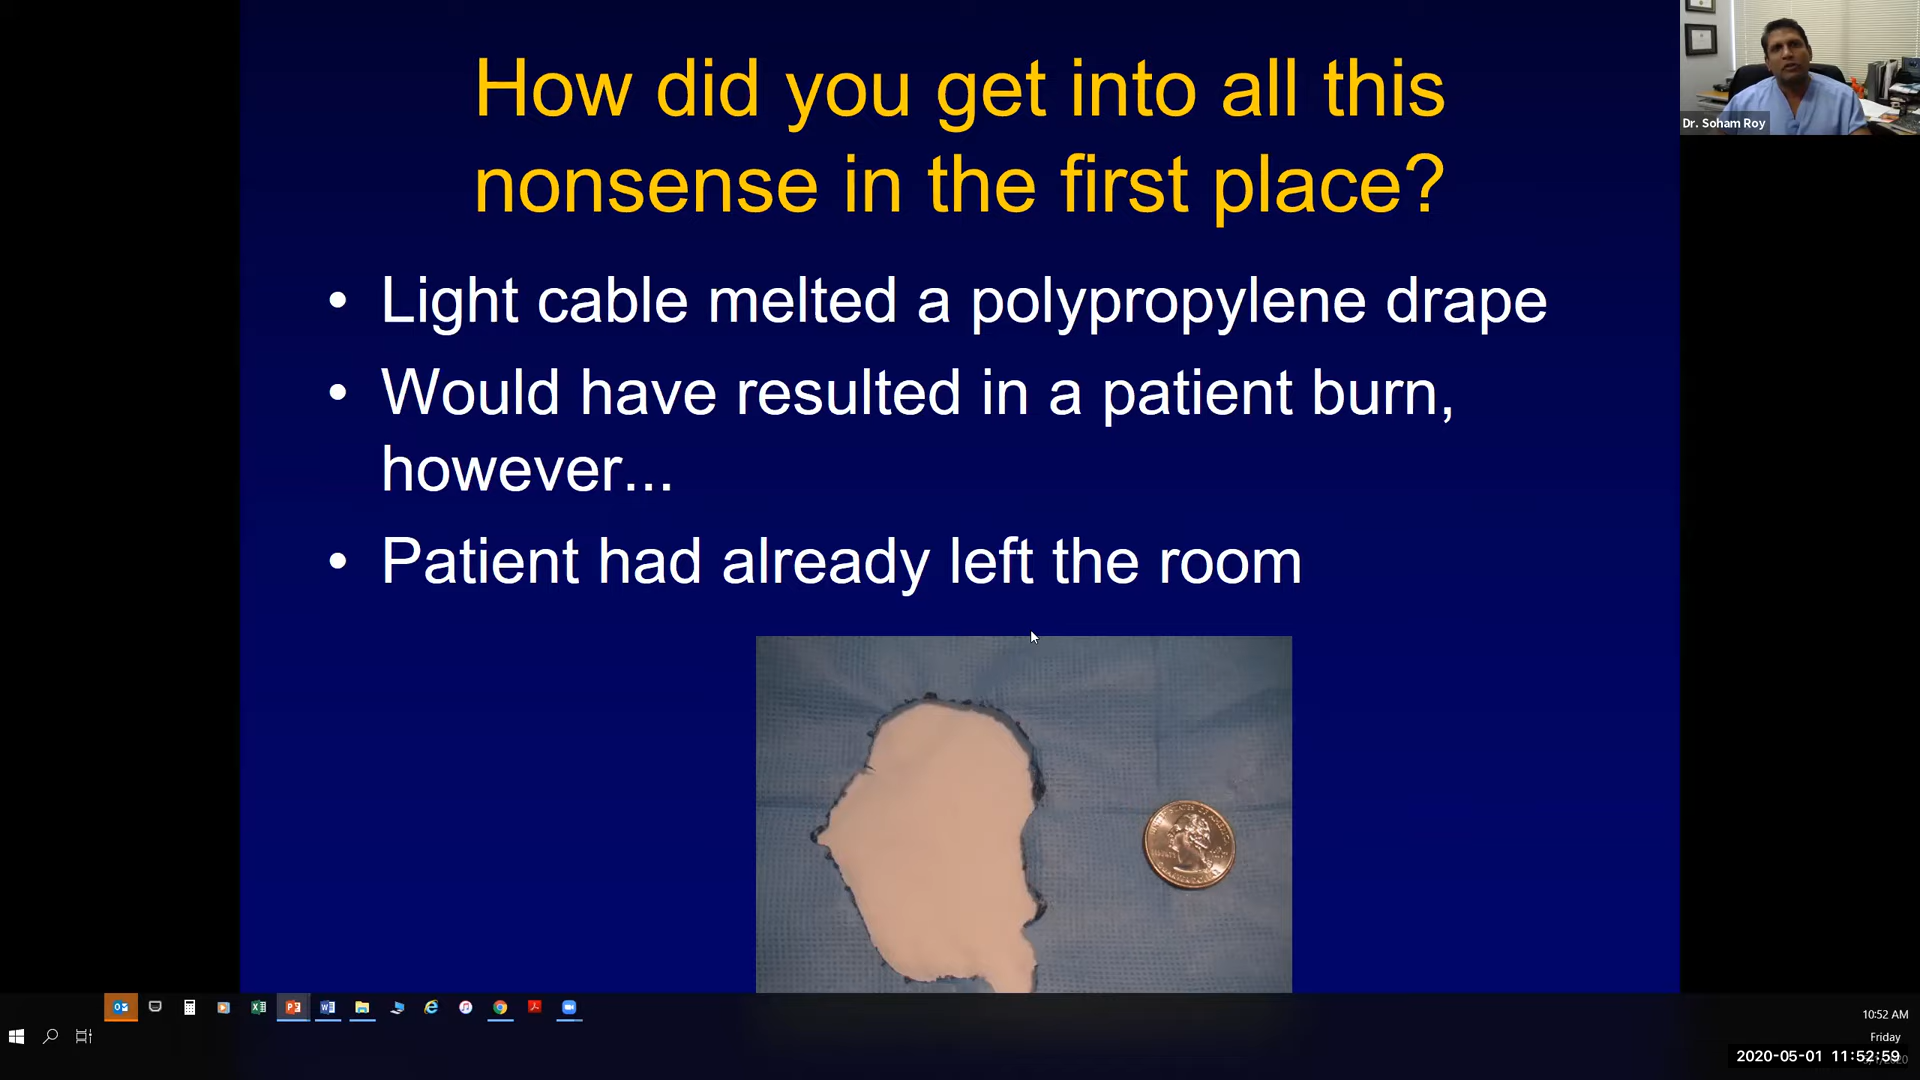 How did you get into all this
nonsense in the first place?
• Light cable melted a polypropylene drape
• Would have resulted in a patient burn,
however...
• Patient had already left the room
Dr. Soham Roy
10:52 AM
Friday
2020-05-01 11:52:59